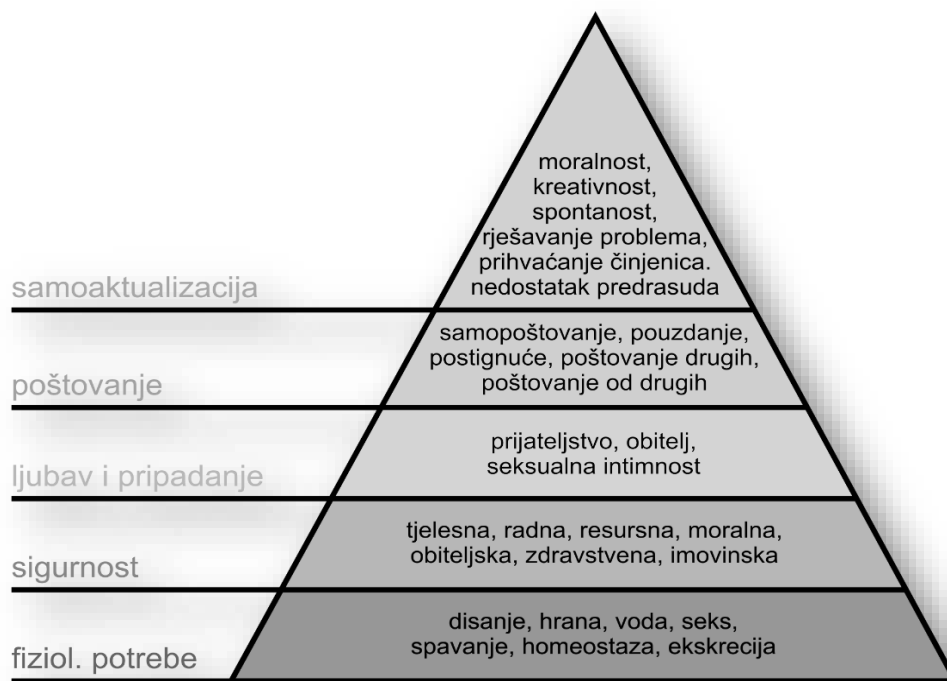 moralnost,
kreativnost,
spontanost,
rješavanje problema,
prihvaćanje činjenica.
nedostatak predrasuda
samoaktualizacija
samopoštovanje, pouzdanje,
postignuće, poštovanje drugih,
poštovanje od drugih
poštovanje
prijateljstvo, obitelj,
seksualna intimnost
ljubav i pripadanje
tjelesna, radna, resursna, moralna,
obiteljska, zdravstvena, imovinska
sigurnost
disanje, hrana, voda, seks,
spavanje, homeostaza, ekskrecija
fiziol. potrebe